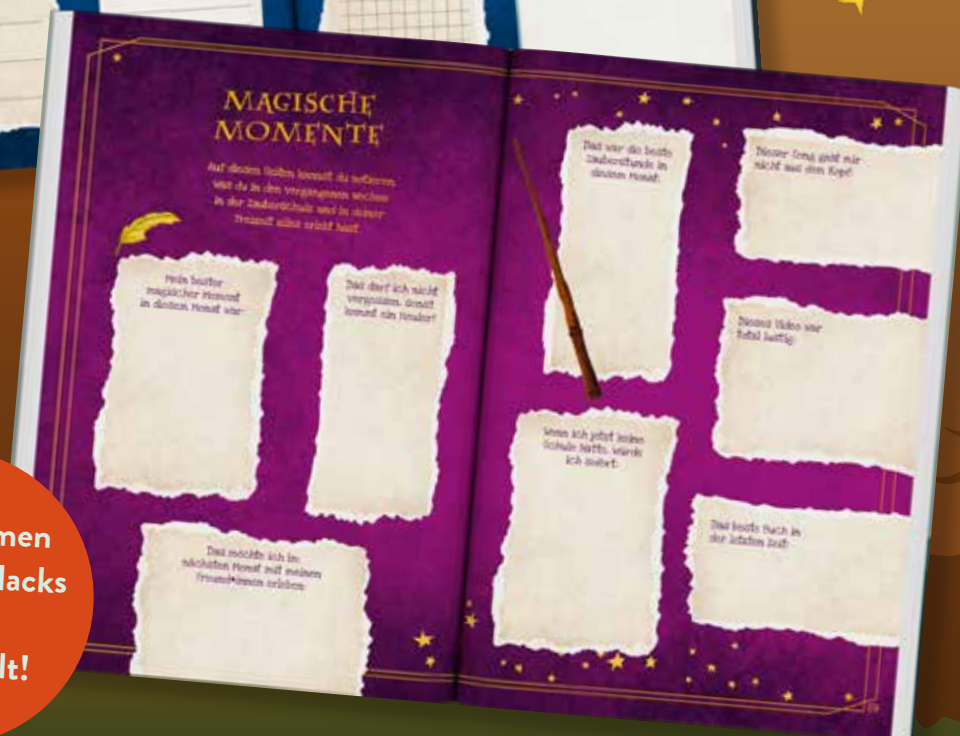 MAGISCHE
MOMENTE
Auf diesen Seiten kannst du notieren,
was du in den vergangenen Wochen
in der Zauberschule und in deiner
Freizeit alles erlebt hast.
Mein bester
magischer Moment
in diesem Monat war:
Das darf ich nicht
vergessen, sonst
kommt ein Heuler!
Das möchte ich im
nächsten Monat mit meinen
Freund*innen erleben:
Das war die beste
Zauberstunde in
diesem Monat:
Dieser Song geht mir
nicht aus dem Kopf:
Dieses Video war
total lustig:
Wenn ich jetzt keine
Schule hätte, würde
ich sofort:
Das beste Buch in
der letzten Zeit:
men
lacks
lt!